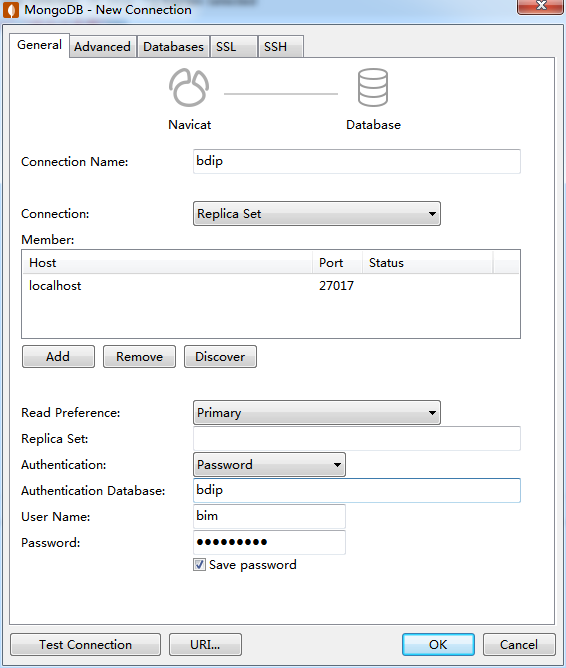 MongoDB - New Connection
General Advanced Databases SSL SSH
Navicat Database
Connection Name: bdip
Connection: Replica Set
Member:
Host Port Status
localhost 27017
Add Remove Discover
Read Preference: Primary
Replica Set:
Authentication: Password
Authentication Database: bdip
User Name: bim
Password: ●●●●●●●●●
Save password
Test Connection URI... OK Cancel